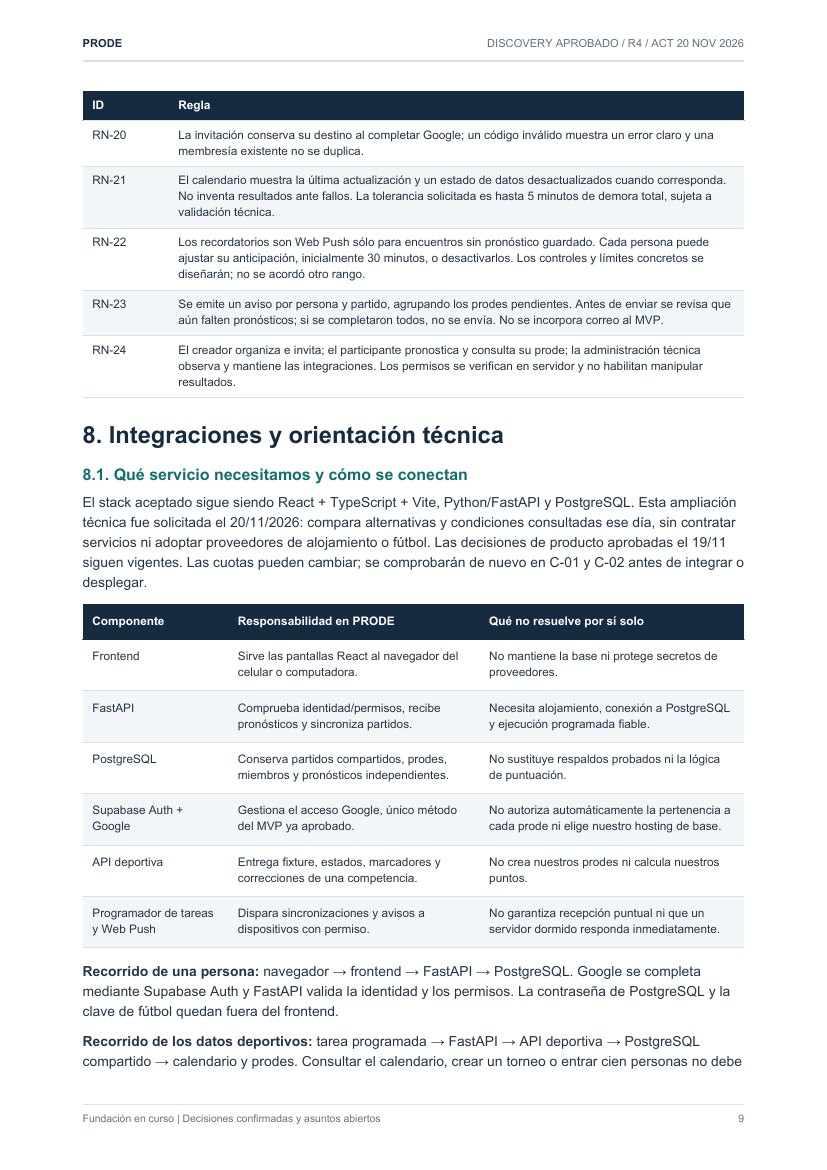 PRODE
DISCOVERY APROBADO / R4 / ACT 20 NOV 2026
ID Regla
RN-20 La invitación conserva su destino al completar Google; un código inválido muestra un error claro y una
membresía existente no se duplica.
RN-21 El calendario muestra la última actualización y un estado de datos desactualizados cuando corresponda.
No inventa resultados ante fallos. La tolerancia solicitada es hasta 5 minutos de demora total, sujeta a
validación técnica.
RN-22 Los recordatorios son Web Push sólo para encuentros sin pronóstico guardado. Cada persona puede
ajustar su anticipación, inicialmente 30 minutos, o desactivarlos. Los controles y límites concretos se
diseñarán; no se acordó otro rango.
RN-23 Se emite un aviso por persona y partido, agrupando los prodes pendientes. Antes de enviar se revisa que
aún falten pronósticos; si se completaron todos, no se envía. No se incorpora correo al MVP.
RN-24 El creador organiza e invita; el participante pronostica y consulta su prode; la administración técnica
observa y mantiene las integraciones. Los permisos se verifican en servidor y no habilitan manipular
resultados.
8. Integraciones y orientación técnica
8.1. Qué servicio necesitamos y cómo se conectan
El stack aceptado sigue siendo React + TypeScript + Vite, Python/FastAPI y PostgreSQL. Esta ampliación
técnica fue solicitada el 20/11/2026: compara alternativas y condiciones consultadas ese día, sin contratar
servicios ni adoptar proveedores de alojamiento o fútbol. Las decisiones de producto aprobadas el 19/11
siguen vigentes. Las cuotas pueden cambiar; se comprobarán de nuevo en C-01 y C-02 antes de integrar o
desplegar.
Componente Responsabilidad en PRODE Qué no resuelve por sí solo
Frontend Sirve las pantallas React al navegador del No mantiene la base ni protege secretos de
celular o computadora. proveedores.
FastAPI Comprueba identidad/permisos, recibe Necesita alojamiento, conexión a PostgreSQL
pronósticos y sincroniza partidos. y ejecución programada fiable.
PostgreSQL Conserva partidos compartidos, prodes, No sustituye respaldos probados ni la lógica
miembros y pronósticos independientes. de puntuación.
Supabase Auth + Gestiona el acceso Google, único método No autoriza automáticamente la pertenencia a
Google del MVP ya aprobado. cada prode ni elige nuestro hosting de base.
API deportiva Entrega fixture, estados, marcadores y No crea nuestros prodes ni calcula nuestros
correcciones de una competencia. puntos.
Programador de tareas Dispara sincronizaciones y avisos a No garantiza recepción puntual ni que un
y Web Push dispositivos con permiso. servidor dormido responda inmediatamente.
Recorrido de una persona: navegador → frontend → FastAPI → PostgreSQL. Google se completa
mediante Supabase Auth y FastAPI valida la identidad y los permisos. La contraseña de PostgreSQL y la
clave de fútbol quedan fuera del frontend.
Recorrido de los datos deportivos: tarea programada → FastAPI → API deportiva → PostgreSQL
compartido → calendario y prodes. Consultar el calendario, crear un torneo o entrar cien personas no debe
Fundación en curso | Decisiones confirmadas y asuntos abiertos
9